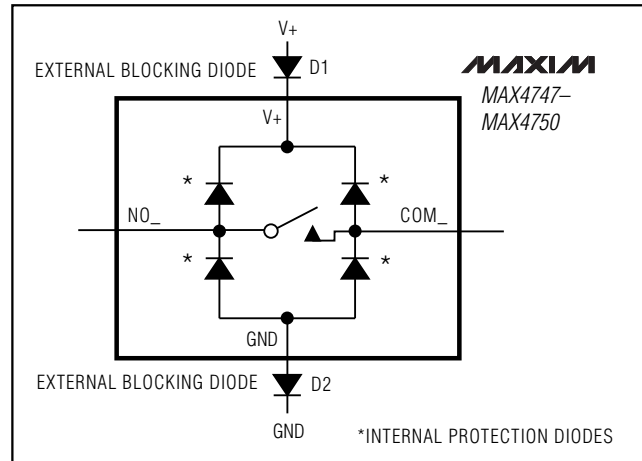 V+
EXTERNAL BLOCKING DIODE D1
MAXIM
MAX4747–
MAX4750
V+
* *
NO_ COM_
* *
GND
EXTERNAL BLOCKING DIODE D2
GND
*INTERNAL PROTECTION DIODES